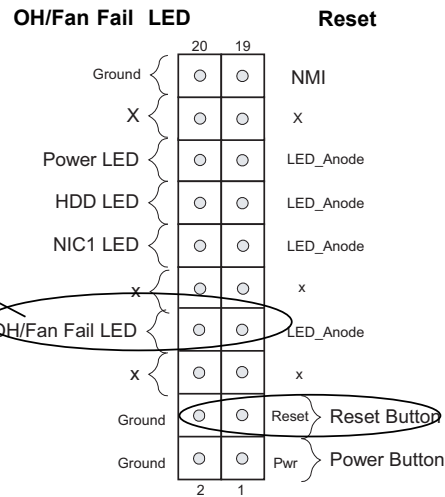 OH/Fan Fail LED Reset
20 19
Ground NMI
X X
Power LED LED_Anode
HDD LED LED_Anode
NIC1 LED LED_Anode
x x
OH/Fan Fail LED LED_Anode
x x
Ground Reset Reset Button
Ground Pwr Power Button
2 1